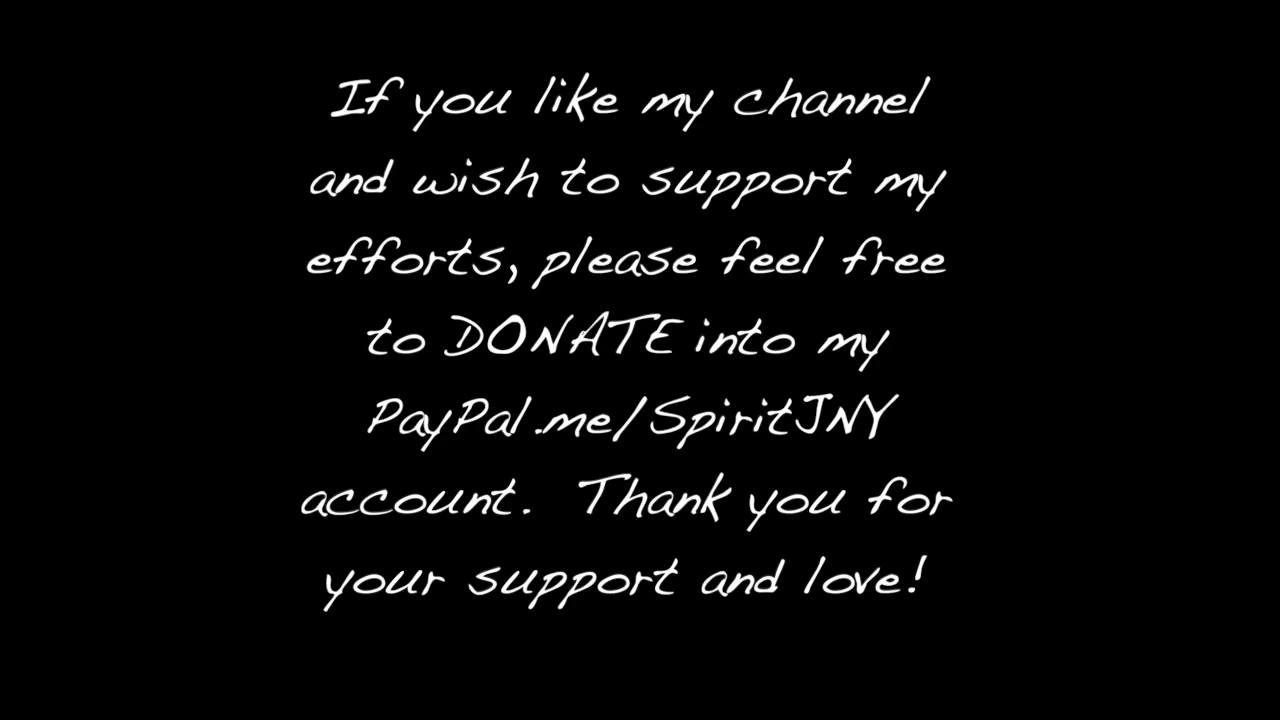 If you like my channel
and wish to support my
efforts, please feel free
to DONATE into my
PayPal.me/SpiritJNY
account. Thank you for
your support and love!